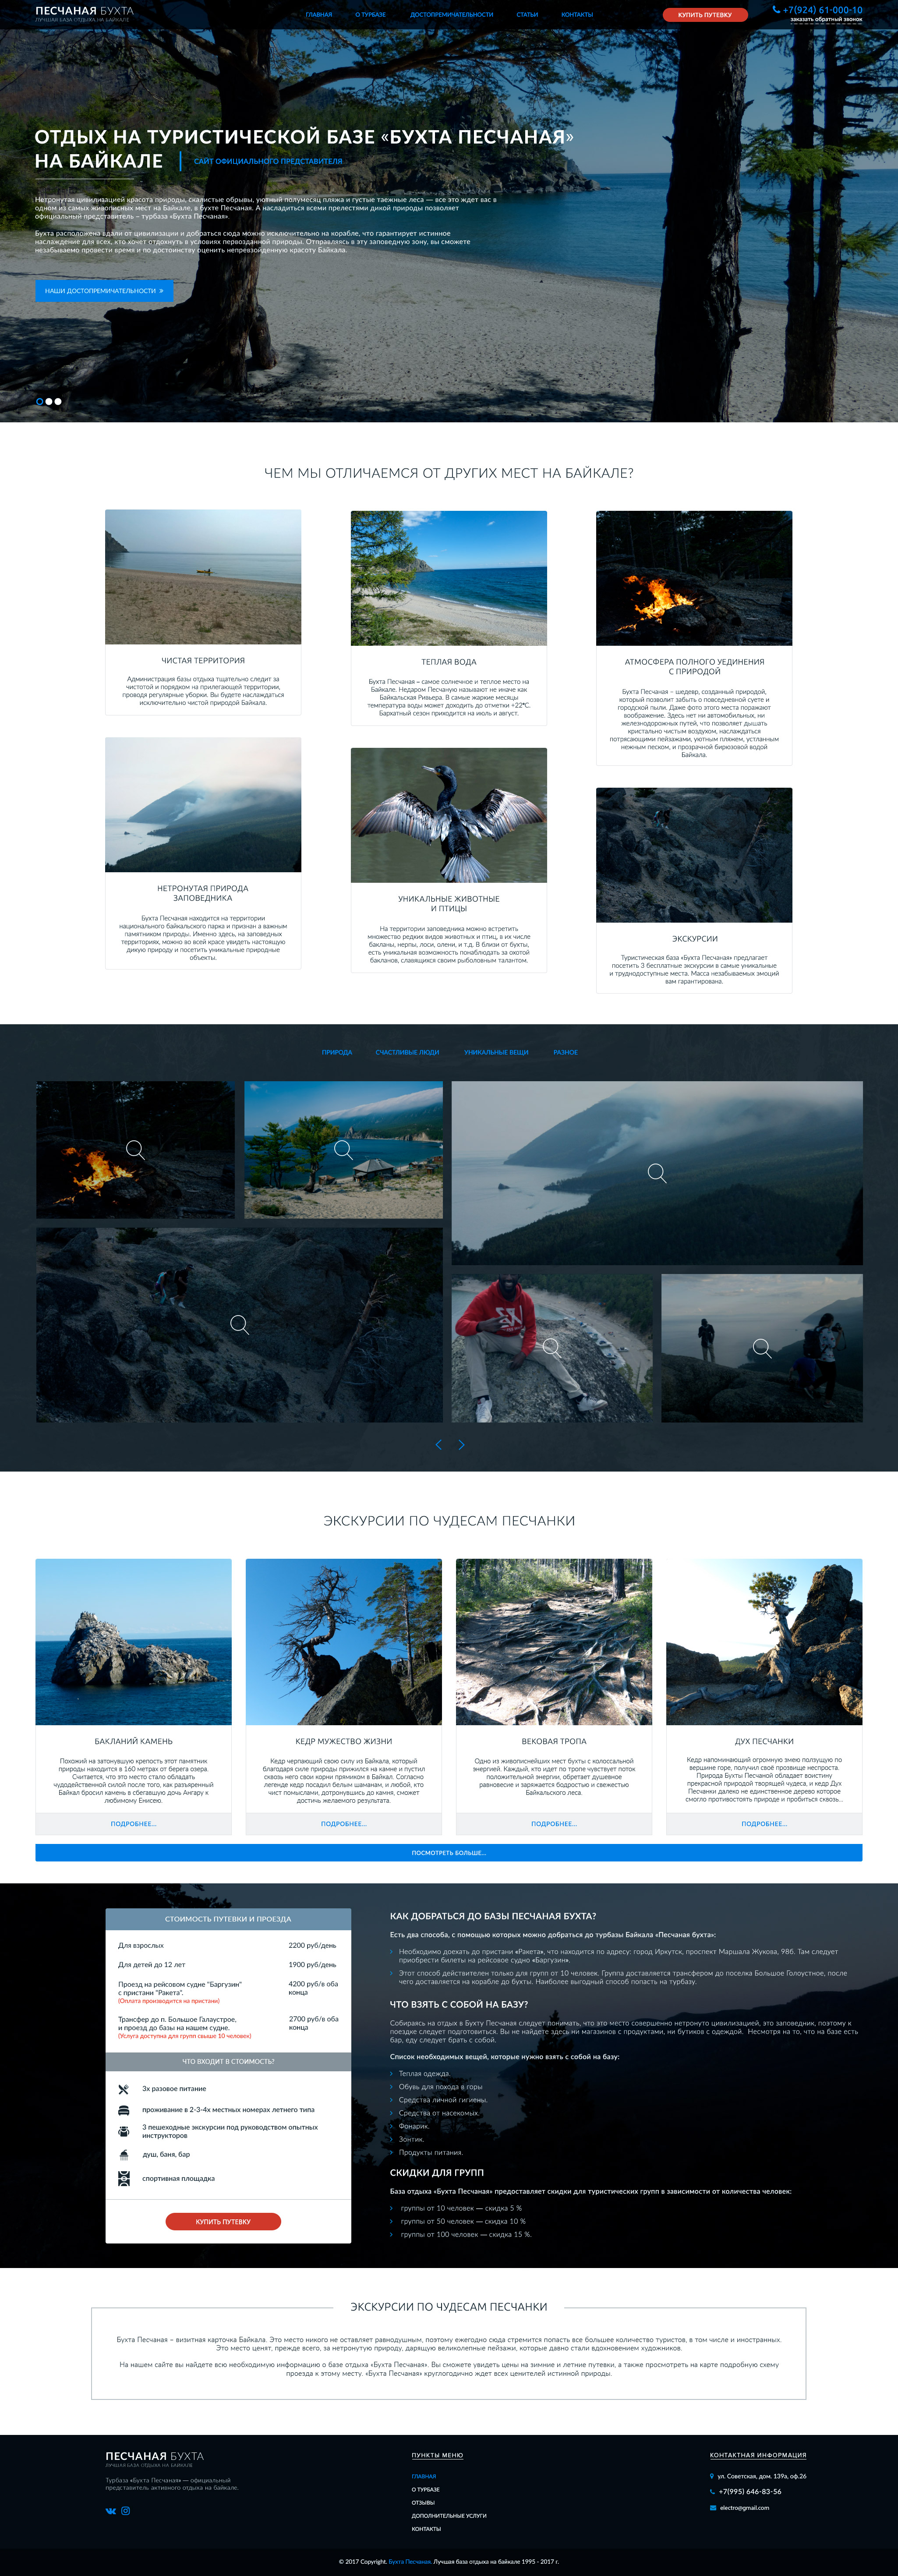 ПЕСЧАНАЯ БУХТА
ЛУЧШАЯ БАЗА ОТДЫХА НА БАЙКАЛЕ
ГЛАВНАЯ О ТУРБАЗЕ ДОСТОПРЕМИЧАТЕЛЬНОСТИ СТАТЬИ КОНТАКТЫ
КУПИТЬ ПУТЕВКУ
+7(924) 61-000-10
заказать обратный звонок
ОТДЫХ НА ТУРИСТИЧЕСКОЙ БАЗЕ «БУХТА ПЕСЧАНАЯ»
НА БАЙКАЛЕ
САЙТ ОФИЦИАЛЬНОГО ПРЕДСТАВИТЕЛЯ
Нетронутая цивилизацией красота природы, скалистые обрывы, уютный полумесяц пляжа и густые таежные леса — все это ждет вас в
одном из самых живописных мест на Байкале, в бухте Песчаная. А насладиться всеми прелестями дикой природы позволяет
официальный представитель – турбаза «Бухта Песчаная».
Бухта расположена вдали от цивилизации и добраться сюда можно исключительно на корабле, что гарантирует истинное
наслаждение для всех, кто хочет отдохнуть в условиях первозданной природы. Отправляясь в эту заповедную зону, вы сможете
незабываемо провести время и по достоинству оценить непревзойденную красоту Байкала.
НАШИ ДОСТОПРЕМИЧАТЕЛЬНОСТИ »
ЧЕМ МЫ ОТЛИЧАЕМСЯ ОТ ДРУГИХ МЕСТ НА БАЙКАЛЕ?
ЧИСТАЯ ТЕРРИТОРИЯ
Администрация базы отдыха тщательно следит за
чистотой и порядком на прилегающей территории,
проводя регулярные уборки. Вы будете наслаждаться
исключительно чистой природой Байкала.
ТЕПЛАЯ ВОДА
Бухта Песчаная – самое солнечное и теплое место на
Байкале. Недаром Песчаную называют не иначе как
Байкальская Ривьера. В самые жаркие месяцы
температура воды может доходить до отметки +22°С.
Бархатный сезон приходится на июль и август.
АТМОСФЕРА ПОЛНОГО УЕДИНЕНИЯ
С ПРИРОДОЙ
Бухта Песчаная – шедевр, созданный природой,
который позволит забыть о повседневной суете и
городской пыли. Даже фото этого места поражают
воображение. Здесь нет ни автомобильных, ни
железнодорожных путей, что позволяет дышать
кристально чистым воздухом, наслаждаться
потрясающими пейзажами, уютным пляжем, устланным
нежным песком, и прозрачной бирюзовой водой
Байкала.
НЕТРОНУТАЯ ПРИРОДА
ЗАПОВЕДНИКА
Бухта Песчаная находится на территории
национального байкальского парка и признан а важным
памятником природы. Именно здесь, на заповедных
территориях, можно во всей красе увидеть настоящую
дикую природу и посетить уникальные природные
объекты.
УНИКАЛЬНЫЕ ЖИВОТНЫЕ
И ПТИЦЫ
На территории заповедника можно встретить
множество редких видов животных и птиц, в их числе
бакланы, нерпы, лоси, олени, и т.д. В близи от бухты,
есть уникальная возможность понаблюдать за охотой
бакланов, славящихся своим рыболовным талантом.
ЭКСКУРСИИ
Туристическая база «Бухта Песчаная» предлагает
посетить 3 бесплатные экскурсии в самые уникальные
и труднодоступные места. Масса незабываемых эмоций
вам гарантирована.
ПРИРОДА СЧАСТЛИВЫЕ ЛЮДИ УНИКАЛЬНЫЕ ВЕЩИ РАЗНОЕ
ЭКСКУРСИИ ПО ЧУДЕСАМ ПЕСЧАНКИ
БАКЛАНИЙ КАМЕНЬ
Похожий на затонувшую крепость этот памятник
природы находится в 160 метрах от берега озера.
Считается, что это место стало обладать
чудодейственной силой после того, как разъяренный
Байкал бросил камень в сбегавшую дочь Ангару к
любимому Енисею.
ПОДРОБНЕЕ...
КЕДР МУЖЕСТВО ЖИЗНИ
Кедр черпающий свою силу из Байкала, который
благодаря силе природы прижился на камне и пустил
сквозь него свои корни прямиком в Байкал. Согласно
легенде кедр посадил белым шаманам, и любой, кто
чист помыслами, дотронувшись до камня, сможет
достичь желаемого результата.
ПОДРОБНЕЕ...
ВЕКОВАЯ ТРОПА
Одно из живописнейших мест бухты с колоссальной
энергией. Каждый, кто идет по тропе чувствует поток
положительной энергии, обретает душевное
равновесие и заряжается бодростью и свежестью
Байкальского леса.
ПОДРОБНЕЕ...
ДУХ ПЕСЧАНКИ
Кедр напоминающий огромную змею ползущую по
вершине горе, получил своё прозвище неспроста.
Природа Бухты Песчаной обладает воистину
прекрасной природой творящей чудеса, и кедр Дух
Песчанки далеко не единственное дерево которое
смогло противостоять природе и пробиться сквозь...
ПОДРОБНЕЕ...
ПОСМОТРЕТЬ БОЛЬШЕ...
СТОИМОСТЬ ПУТЕВКИ И ПРОЕЗДА
Для взрослых 2200 руб/день
Для детей до 12 лет 1900 руб/день
Проезд на рейсовом судне "Баргузин" 4200 руб/в оба
с пристани "Ракета". конца
(Оплата производится на пристани)
Трансфер до п. Большое Галаустрое, 2700 руб/в оба
и проезд до базы на нашем судне. конца
(Услуга доступна для групп свыше 10 человек)
ЧТО ВХОДИТ В СТОИМОСТЬ?
3х разовое питание
проживание в 2-3-4х местных номерах летнего типа
3 пешеходные экскурсии под руководством опытных
инструкторов
душ, баня, бар
спортивная площадка
КУПИТЬ ПУТЕВКУ
КАК ДОБРАТЬСЯ ДО БАЗЫ ПЕСЧАНАЯ БУХТА?
Есть два способа, с помощью которых можно добраться до турбазы Байкала «Песчаная бухта»:
Необходимо доехать до пристани «Ракета», что находится по адресу: город Иркутск, проспект Маршала Жукова, 98б. Там следует
приобрести билеты на рейсовое судно «Баргузин».
Этот способ действителен только для групп от 10 человек. Группа доставляется трансфером до поселка Большое Голоустное, после
чего доставляется на корабле до бухты. Наиболее выгодный способ попасть на турбазу.
ЧТО ВЗЯТЬ С СОБОЙ НА БАЗУ?
Собираясь на отдых в Бухту Песчаная следует понимать, что это место совершенно нетронуто цивилизацией, это заповедник, поэтому к
поездке следует подготовиться. Вы не найдете здесь ни магазинов с продуктами, ни бутиков с одеждой. Несмотря на то, что на базе есть
бар, еду следует брать с собой.
Список необходимых вещей, которые нужно взять с собой на базу:
Теплая одежда.
Обувь для похода в горы
Средства личной гигиены.
Средства от насекомых.
Фонарик.
Зонтик.
Продукты питания.
СКИДКИ ДЛЯ ГРУПП
База отдыха «Бухта Песчаная» предоставляет скидки для туристических групп в зависимости от количества человек:
группы от 10 человек — скидка 5 %
группы от 50 человек — скидка 10 %
группы от 100 человек — скидка 15 %.
ЭКСКУРСИИ ПО ЧУДЕСАМ ПЕСЧАНКИ
Бухта Песчаная – визитная карточка Байкала. Это место никого не оставляет равнодушным, поэтому ежегодно сюда стремится попасть все большее количество туристов, в том числе и иностранных.
Это место ценят, прежде всего, за нетронутую природу, дарящую великолепные пейзажи, которые давно стали вдохновением художников.
На нашем сайте вы найдете всю необходимую информацию о базе отдыха «Бухта Песчаная». Вы сможете увидеть цены на зимние и летние путевки, а также просмотреть на карте подробную схему
проезда к этому месту. «Бухта Песчаная» круглогодично ждет всех ценителей истинной природы.
ПЕСЧАНАЯ БУХТА
ЛУЧШАЯ БАЗА ОТДЫХА НА БАЙКАЛЕ
Турбаза «Бухта Песчаная» — официальный
представитель активного отдыха на байкале.
ПУНКТЫ МЕНЮ
ГЛАВНАЯ
О ТУРБАЗЕ
ОТЗЫВЫ
ДОПОЛНИТЕЛЬНЫЕ УСЛУГИ
КОНТАКТЫ
КОНТАКТНАЯ ИНФОРМАЦИЯ
ул. Советская, дом. 139а, оф.26
+7(995) 646-83-56
electro@gmail.com
© 2017 Copyright. Бухта Песчаная. Лучшая база отдыха на байкале 1995 - 2017 г.